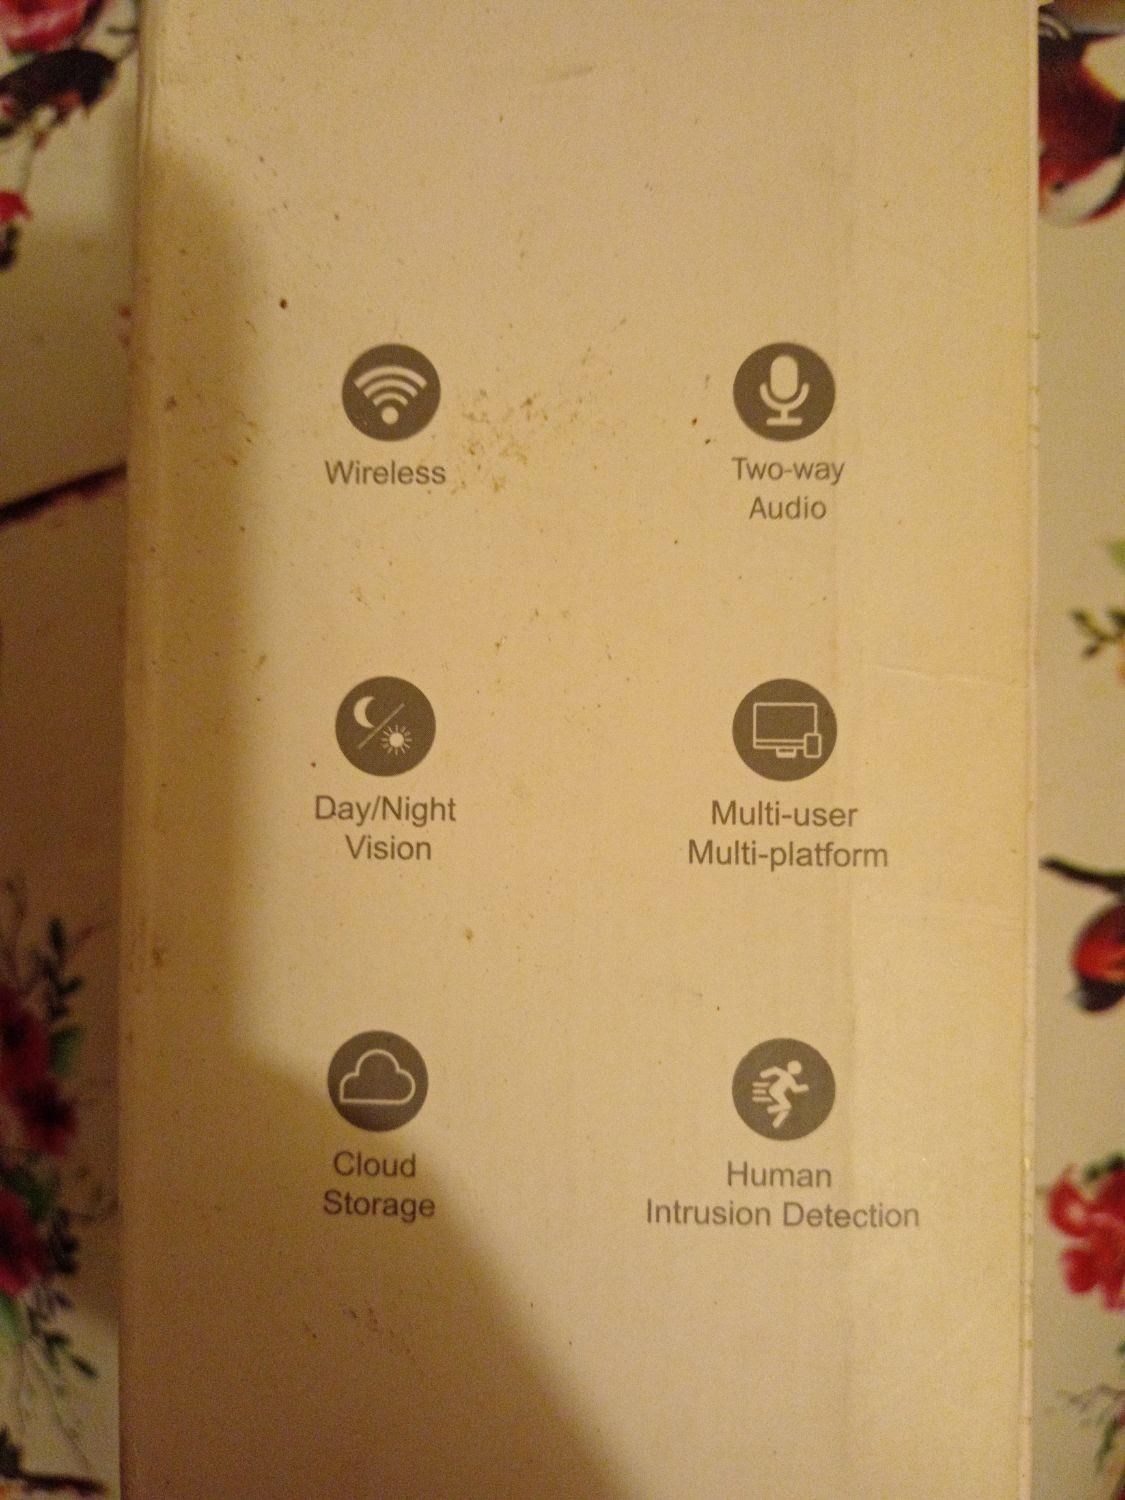 Wireless
Two-way
Audio
Day/Night
Vision
Multi-user
Multi-platform
Cloud
Storage
Human
Intrusion Detection